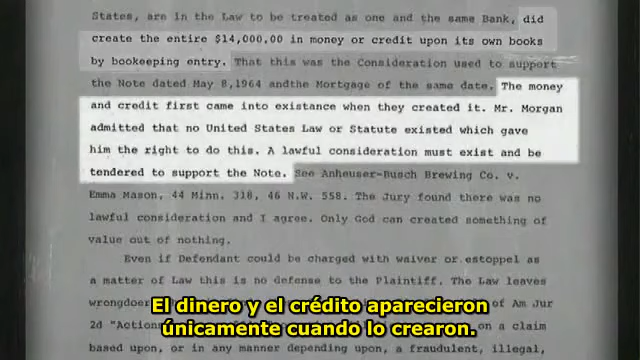 States, are in the Law to be treated as one and the same Bank, did
create the entire $14,000.00 in money or credit upon its own books
by bookeeping entry. That this was the Consideration used to support
the Note dated May 8,1964 andthe Mortgage of the same date. The money
and credit first came into existance when they created it. Mr. Morgan
admitted that no United States Law or Statute existed which gave
him the right to do this. A lawful consideration must exist and be
tendered to support the Note. See Anheuser-Busch Brewing Co. v.
Emma Mason, 44 Minn. 318, 46 N.W. 558. The Jury found there was no
lawful consideration and I agree. Only God can created something of
value out of nothing.
Even if Defendant could be charged with waiver or estoppel as
a matter of Law this is no defense to the Plaintiff. The Law leaves
wrongdoer of Am Jur
2d "Action on a claim
based upon, or in any manner depending upon, a fraudulent, illegal,
El dinero y el crédito aparecieron
únicamente cuando lo crearon.